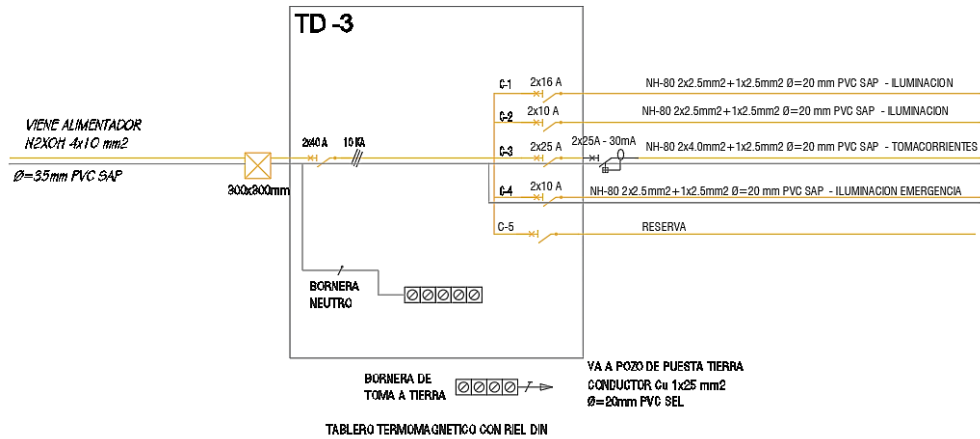 TD -3
C-1 2x16 A NH-80 2x2.5mm2+1x2.5mm2 Ø=20 mm PVC SAP - ILUMINACION
C-2 2x10 A NH-80 2x2.5mm2+1x2.5mm2 Ø=20 mm PVC SAP - ILUMINACION
VIENE ALIMENTADOR
N2XOH 4x10 mm2
Ø=35mm PVC SAP
300x300mm
2x40 A 10 KA
C-3 2x25 A 2x25A - 30mA NH-80 2x4.0mm2+1x2.5mm2 Ø=20 mm PVC SAP - TOMACORRIENTES
C-4 2x10 A NH-80 2x2.5mm2+1x2.5mm2 Ø=20 mm PVC SAP - ILUMINACION EMERGENCIA
C-5 RESERVA
BORNERA
NEUTRO
BORNERA DE
TOMA A TIERRA
VA A POZO DE PUESTA TIERRA
CONDUCTOR Cu 1x25 mm2
Ø=20mm PVC SEL
TABLERO TERMOMAGNETICO CON RIEL DIN